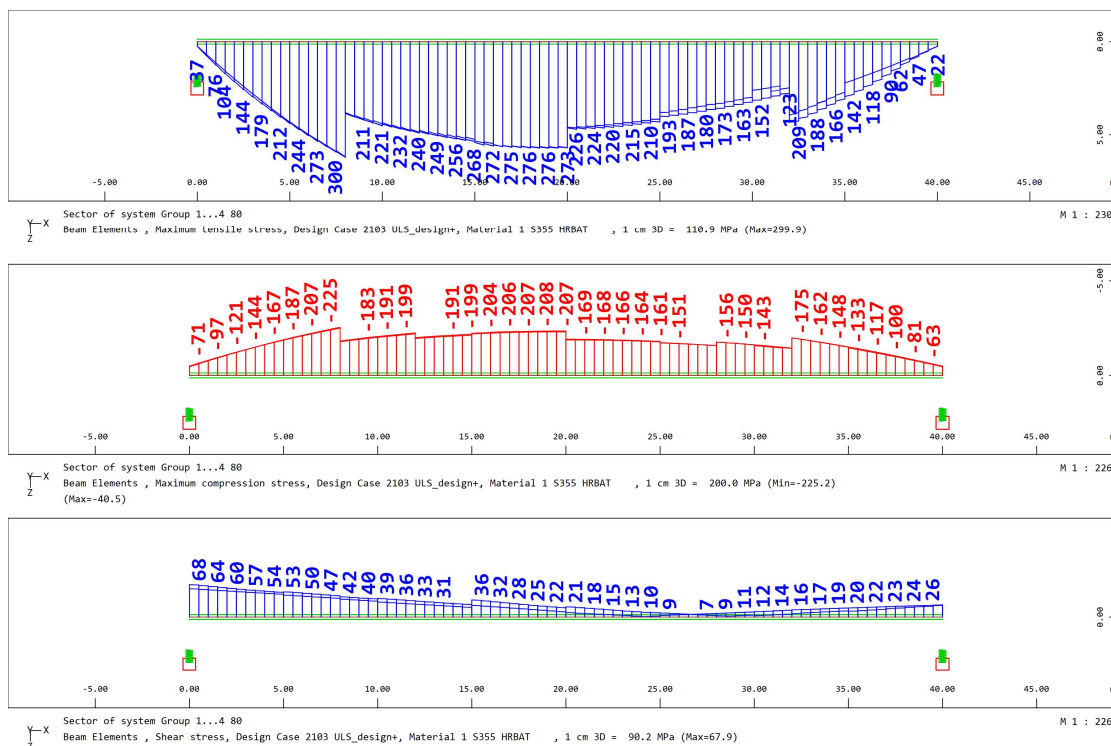 0.00
37 76 104 144 179 212 244 273 300 211 221 232 240 249 256 268 272 275 276 276 273 226 224 220 215 210 193 187 180 173 163 152 123 209 188 166 142 118 90 62 47 22
5.00
-5.00 0.00 5.00 10.00 15.00 20.00 25.00 30.00 35.00 40.00 45.00
Sector of system Group 1...4 80 M 1 : 230
Y X Z
Beam Elements , Maximum tensile stress, Design Case 2103 ULS_design+, Material 1 S355 HRBAT , 1 cm 3D = 110.9 MPa (Max=299.9)
-5.00
-71 -97 -121 -144 -167 -187 -207 -225 -183 -191 -199 -191 -199 -204 -206 -207 -208 -207 -169 -168 -166 -164 -161 -151 -156 -150 -143 -175 -162 -148 -133 -117 -100 -81 -63
0.00
-5.00 0.00 5.00 10.00 15.00 20.00 25.00 30.00 35.00 40.00
Sector of system Group 1...4 80 M 1 : 226
Y X Z
Beam Elements , Maximum compression stress, Design Case 2103 ULS_design+, Material 1 S355 HRBAT , 1 cm 3D = 200.0 MPa (Min=-225.2)
(Max=-40.5)
68 64 60 57 54 53 50 47 42 40 39 36 33 31 36 32 28 25 22 21 18 15 13 10 9 7 9 11 12 14 16 17 19 20 22 23 24 26
0.00
-5.00 0.00 5.00 10.00 15.00 20.00 25.00 30.00 35.00 40.00
Sector of system Group 1...4 80 M 1 : 226
Y X Z
Beam Elements , Shear stress, Design Case 2103 ULS_design+, Material 1 S355 HRBAT , 1 cm 3D = 90.2 MPa (Max=67.9)